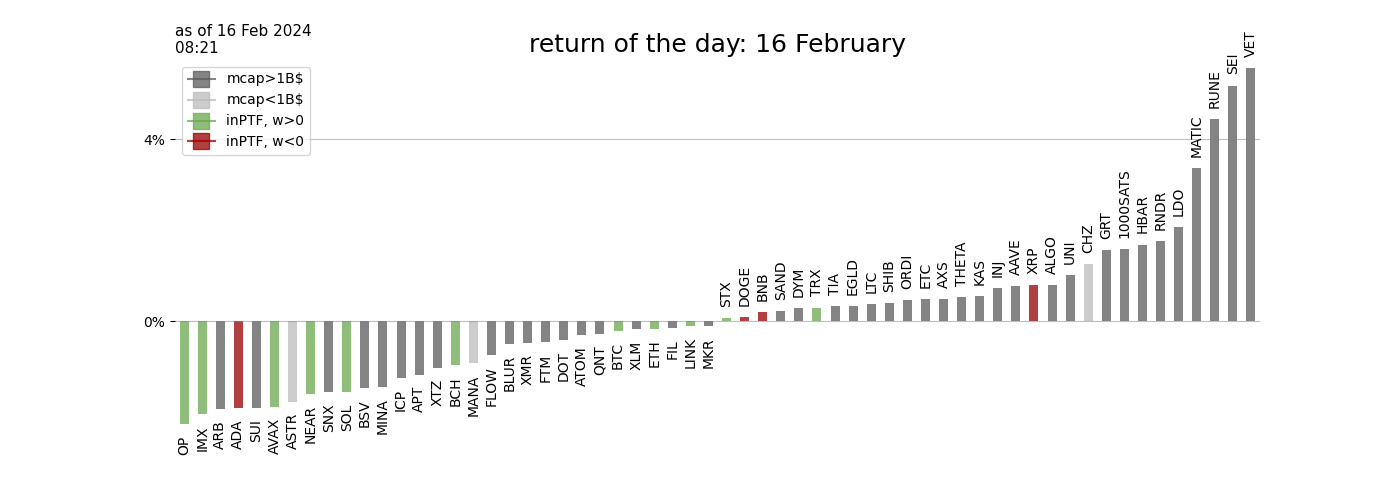 as of 16 Feb 2024
08:21
return of the day: 16 February
mcap>1B$
mcap<1B$
inPTF, w>0
inPTF, w<0
4%
0%
OP
IMX
ARB
ADA
SUI
AVAX
ASTR
NEAR
SNX
SOL
BSV
MINA
ICP
APT
XTZ
BCH
MANA
FLOW
BLUR
XMR
FTM
DOT
ATOM
QNT
BTC
XLM
ETH
FIL
LINK
MKR
STX
DOGE
BNB
SAND
DYM
TRX
TIA
EGLD
LTC
SHIB
ORDI
ETC
AXS
THETA
KAS
INJ
AAVE
XRP
ALGO
UNI
CHZ
GRT
1000SATS
HBAR
RNDR
LDO
MATIC
RUNE
SEI
VET